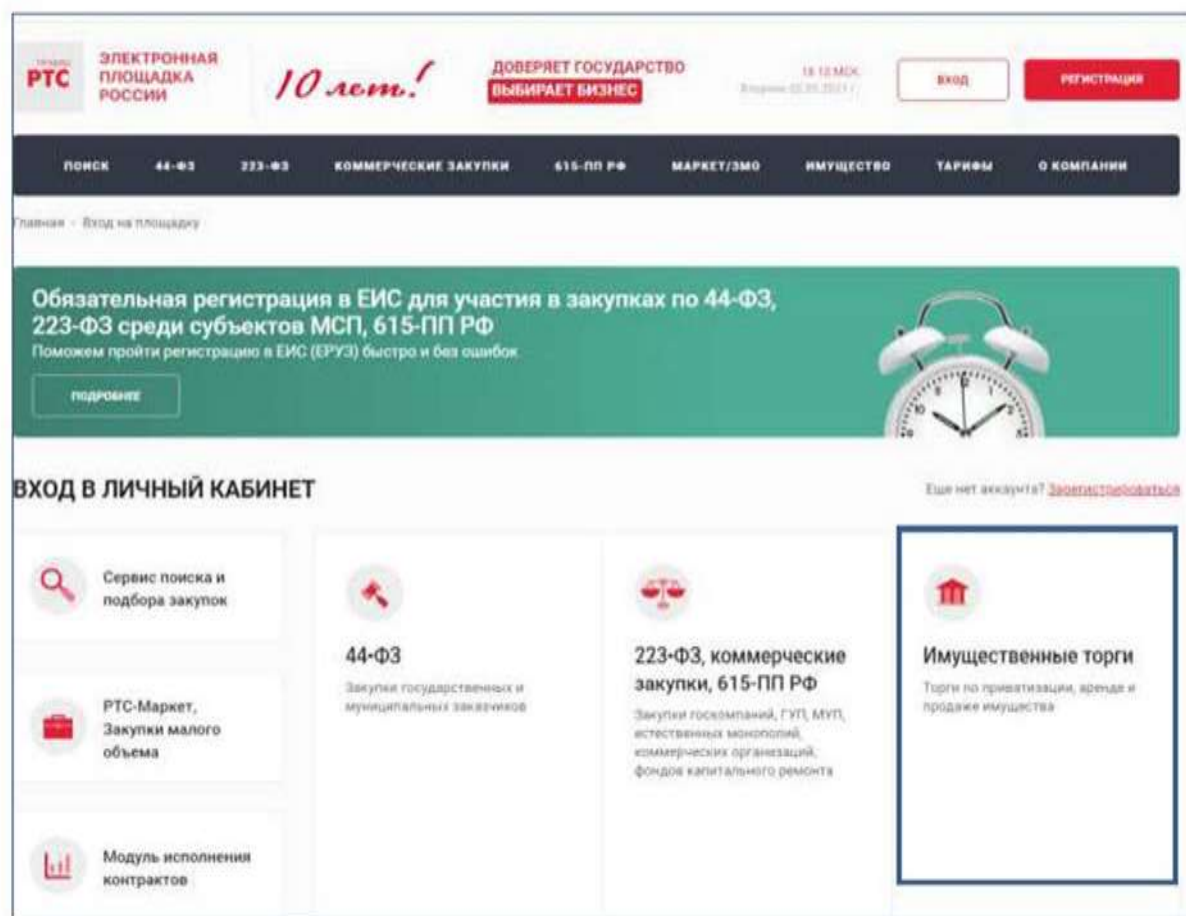 РТС
ЭЛЕКТРОННАЯ
ПЛОЩАДКА
РОССИИ
10 лет!
ДОВЕРЯЕТ ГОСУДАРСТВО
ВЫБИРАЕТ БИЗНЕС
ВХОД
РЕГИСТРАЦИЯ
ПОИСК 44-ФЗ 223-ФЗ КОММЕРЧЕСКИЕ ЗАКУПКИ 615-ПП РФ МАРКЕТ/ЗМО ИМУЩЕСТВО ТАРИФЫ О КОМПАНИИ
Главная - Вход на площадку
Обязательная регистрация в ЕИС для участия в закупках по 44-ФЗ,
223-ФЗ среди субъектов МСП, 615-ПП РФ
Поможем пройти регистрацию в ЕИС (ЕРУЗ) быстро и без ошибок
ПОДРОБНЕЕ
ВХОД В ЛИЧНЫЙ КАБИНЕТ
Еще нет аккаунта? Зарегистрироваться
Сервис поиска и
подбора закупок
РТС-Маркет,
Закупки малого
объема
Модуль исполнения
контрактов
44-ФЗ
Закупки государственных и
муниципальных заказчиков
223-ФЗ, коммерческие
закупки, 615-ПП РФ
Закупки госкомпаний, ГУП, МУП,
естественных монополий,
коммерческих организаций,
фондов капитального ремонта
Имущественные торги
Торги по приватизации, аренде и
продаже имущества